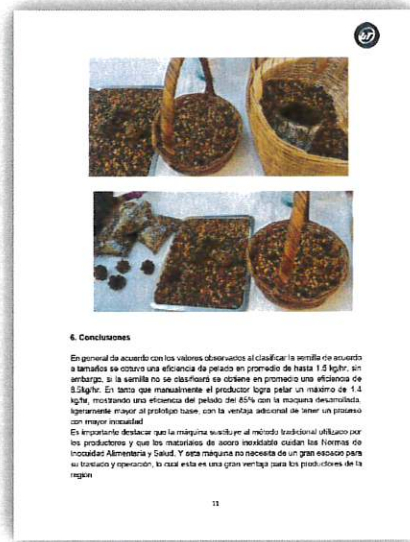 6. Conclusiones
En general de acuerdo con los valores observados al clasificar la semilla de acuerdo
a tamaños se obtuvo una eficiencia de pelado en promedio de hasta 1.6 kg/hr, sin
embargo, si la semilla no se clasificará se obtiene en promedio una eficiencia de
8.5kg/hr. En tanto que manualmente el productor logra pelar un máximo de 1.4
kg/hr, mostrando una eficiencia del pelado del 85% con la maquina desarrollada,
ligeramente mayor al prototipo base, con la ventaja adicional de tener un proceso
con mayor inocuidad
Es importante destacar que la máquina sustituye al método tradicional utilizado por
los productores y que los materiales de acero inoxidable cuidan las Normas de
Inocuidad Alimentaria y Salud. Y esta máquina no necesita de un gran espacio para
su traslado y operación, lo cual esta es una gran ventaja para los productores de la
región
11